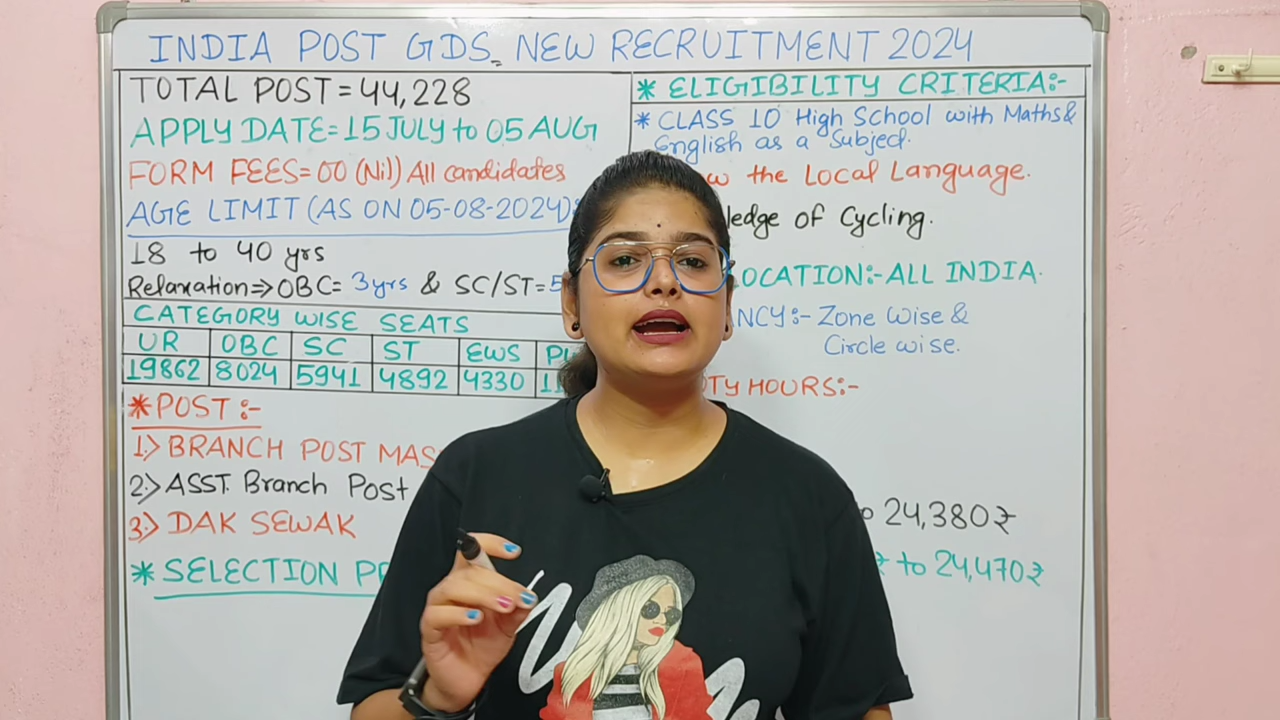 INDIA POST GDS NEW RECRUITMENT 2024
TOTAL POST = 44,228
APPLY DATE = 15 JULY to 05 AUG
FORM FEES = 00 (Nil) All candidates
AGE LIMIT (AS ON 05-08-2024):
18 to 40 yrs
Relaxation => OBC = 3yrs & SC/ST = 5
CATEGORY WISE SEATS
UR OBC SC ST EWS
19862 8024 5941 4892 4330
* POST :-
1.> BRANCH POST MAS
2.> ASST. Branch Post
3.> DAK SEWAK
* SELECTION PR
* ELIGIBILITY CRITERIA:-
* CLASS 10 High School with Maths &
English as a Subject.
the Local Language.
of Cycling.
LOCATION:- ALL INDIA.
NCY:- Zone Wise &
Circle wise.
TY HOURS:-
24,380₹
₹ to 24,470₹